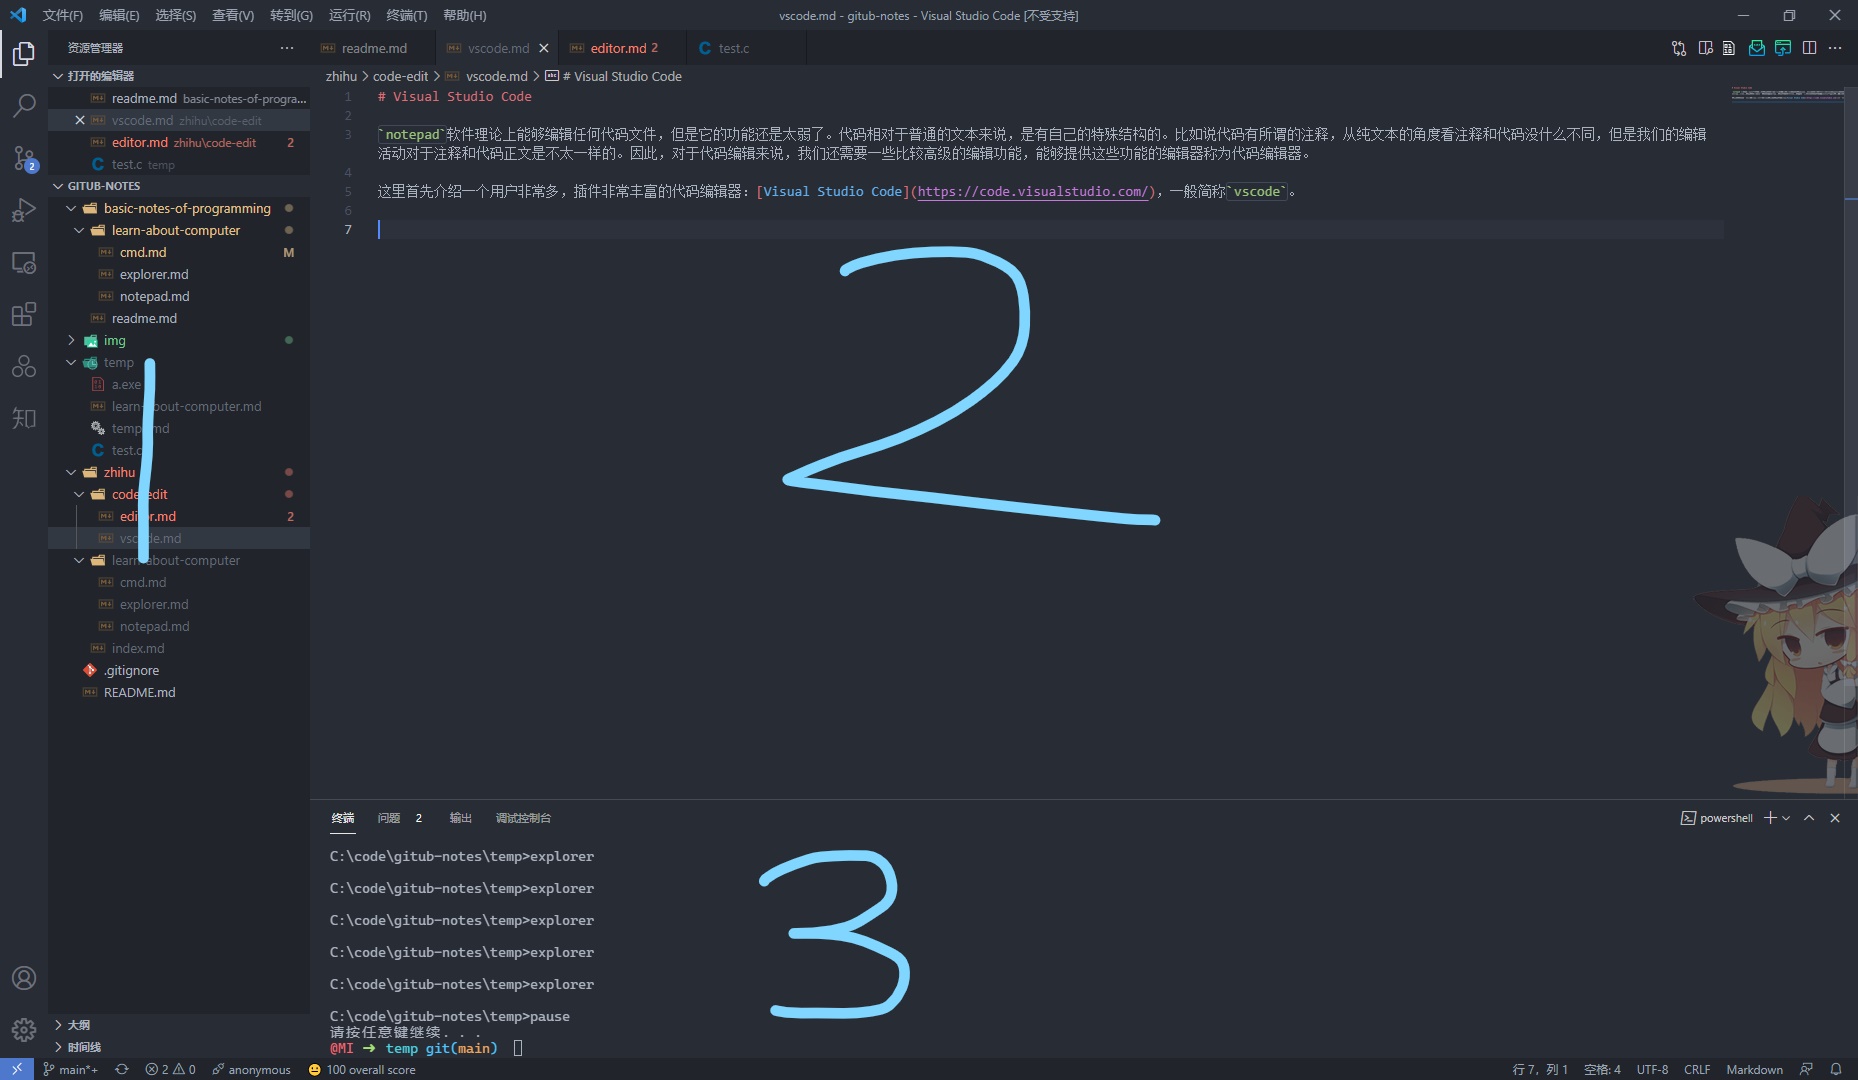 文件(F) 编辑(E) 选择(S) 查看(V) 转到(G) 运行(R) 终端(T) 帮助(H)
vscode.md - gitub-notes - Visual Studio Code [不受支持]
资源管理器
readme.md
vscode.md
editor.md 2
C test.c
打开的编辑器
readme.md basic-notes-of-progra...
vscode.md zhihu\code-edit
editor.md zhihu\code-edit 2
C test.c temp
2
GITUB-NOTES
basic-notes-of-programming
learn-about-computer
cmd.md M
explorer.md
notepad.md
readme.md
img
temp
a.exe
learn-about-computer.md
temp.md
C test.c
zhihu
code-edit
editor.md 2
vscode.md
learn-about-computer
cmd.md
explorer.md
notepad.md
index.md
.gitignore
README.md
知
大纲
时间线
1
zhihu > code-edit > vscode.md > # Visual Studio Code
1 # Visual Studio Code
2
3 `notepad`软件理论上能够编辑任何代码文件，但是它的功能还是太弱了。代码相对于普通的文本来说，是有自己的特殊结构的。比如说代码有所谓的注释，从纯文本的角度看注释和代码没什么不同，但是我们的编辑
活动对于注释和代码正文是不太一样的。因此，对于代码编辑来说，我们还需要一些比较高级的编辑功能，能够提供这些功能的编辑器称为代码编辑器。
4
5 这里首先介绍一个用户非常多，插件非常丰富的代码编辑器：[Visual Studio Code](https://code.visualstudio.com/)，一般简称`vscode`。
6
7
2
终端 问题 2 输出 调试控制台
powershell
C:\code\gitub-notes\temp>explorer
C:\code\gitub-notes\temp>explorer
C:\code\gitub-notes\temp>explorer
C:\code\gitub-notes\temp>explorer
C:\code\gitub-notes\temp>explorer
C:\code\gitub-notes\temp>pause
请按任意键继续. . .
@MI ➜ temp git(main)
3
main*+ 2 0 anonymous 100 overall score
行 7，列 1 空格: 4 UTF-8 CRLF Markdown